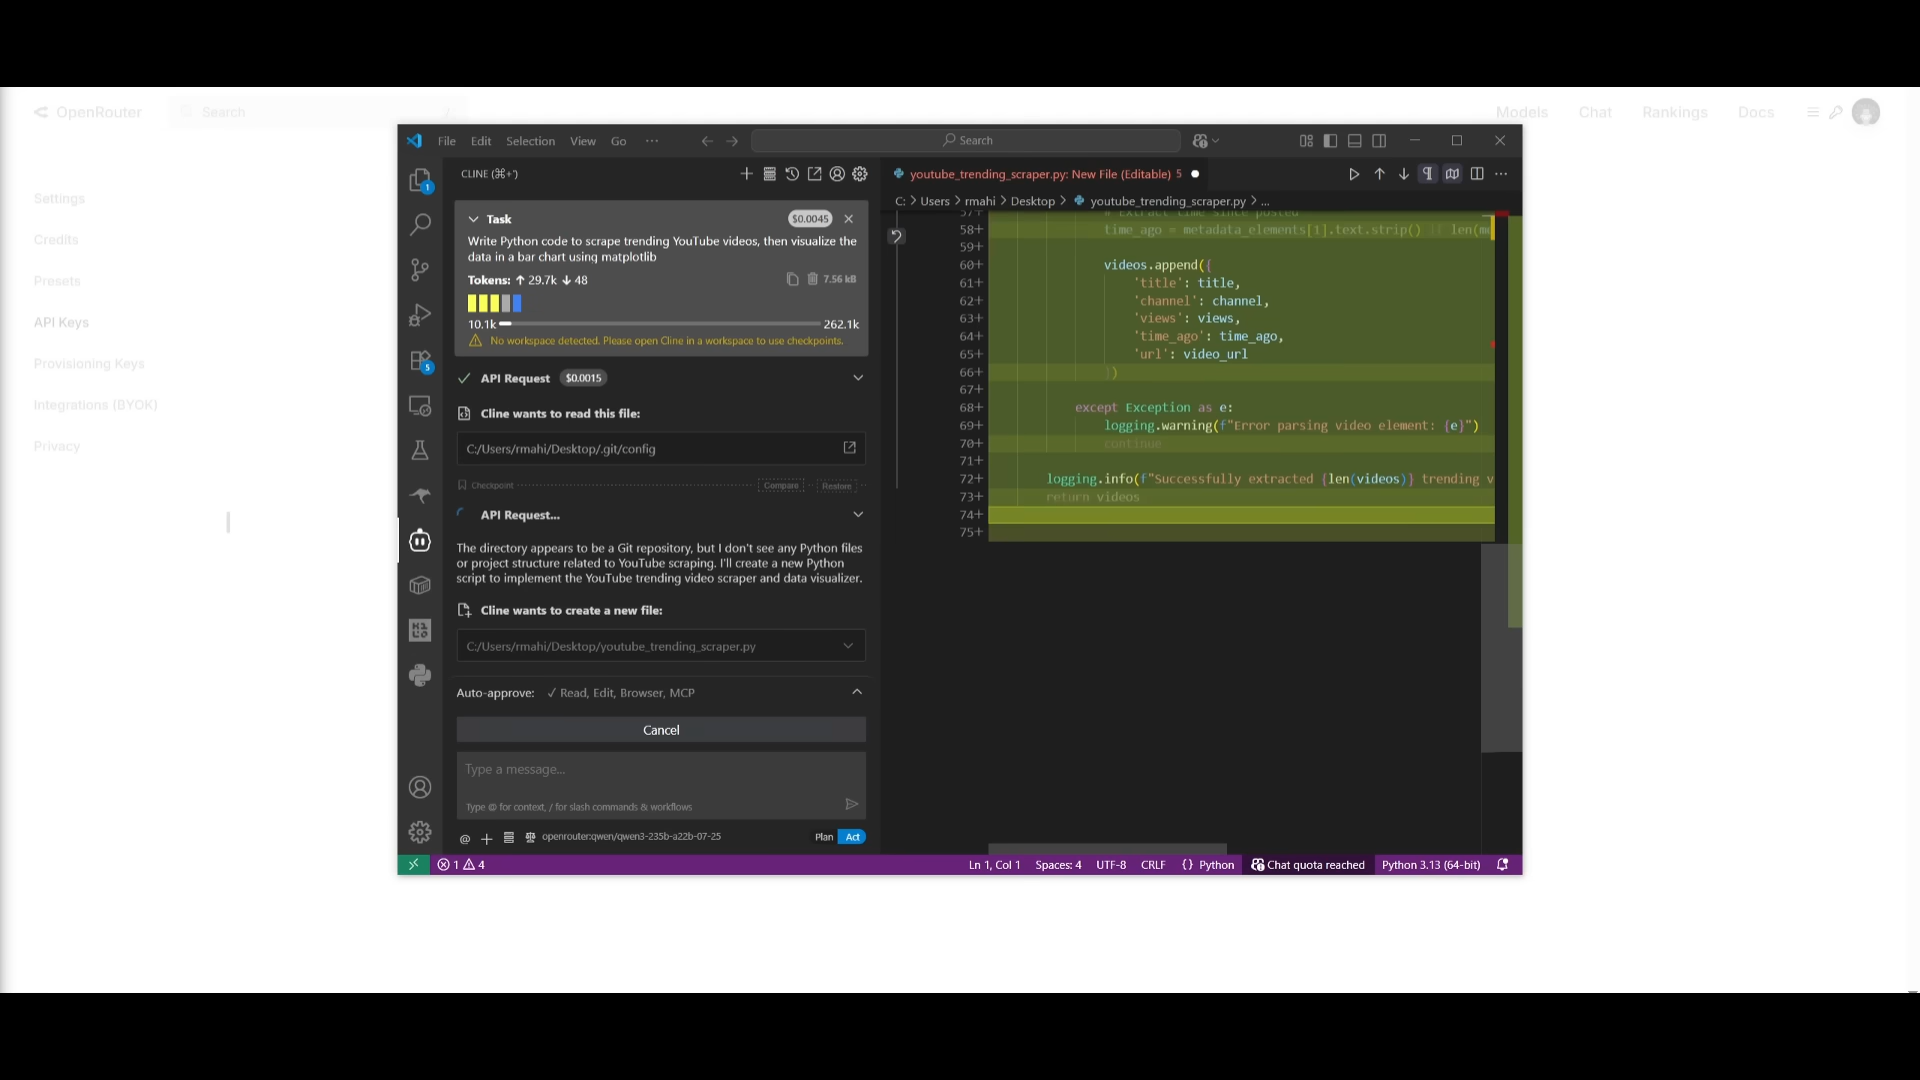 OpenRouter
Search
Models
Chat
Rankings
Docs
Settings
Credits
Presets
API Keys
Provisioning Keys
Integrations (BYOK)
Privacy
File Edit Selection View Go ···
Search
CLINE (⌘+')
Task
$0.0045
Write Python code to scrape trending YouTube videos, then visualize the
data in a bar chart using matplotlib
Tokens: ↑ 29.7k ↓ 48
7.56 kB
10.1k
262.1k
No workspace detected. Please open Cline in a workspace to use checkpoints.
API Request $0.0015
Cline wants to read this file:
C:/Users/rmahi/Desktop/.git/config
Checkpoint
Compare
Restore
API Request...
The directory appears to be a Git repository, but I don't see any Python files
or project structure related to YouTube scraping. I'll create a new Python
script to implement the YouTube trending video scraper and data visualizer.
Cline wants to create a new file:
C:/Users/rmahi/Desktop/youtube_trending_scraper.py
Auto-approve: ✓ Read, Edit, Browser, MCP
Cancel
Type a message...
Type @ for context, / for slash commands & workflows
@ + openrouter:qwen/qwen3-235b-a22b-07-25
Plan Act
youtube_trending_scraper.py: New File (Editable) 5
C: > Users > rmahi > Desktop > youtube_trending_scraper.py > ...
57+ # Extract time since posted
58+ time_ago = metadata_elements[1].text.strip() if len(m
59+
60+ videos.append({
61+ 'title': title,
62+ 'channel': channel,
63+ 'views': views,
64+ 'time_ago': time_ago,
65+ 'url': video_url
66+ })
67+
68+ except Exception as e:
69+ logging.warning(f"Error parsing video element: {e}")
70+ continue
71+
72+ logging.info(f"Successfully extracted {len(videos)} trending v
73+ return videos
74+
75+
1 4
Ln 1, Col 1 Spaces: 4 UTF-8 CRLF {} Python Chat quota reached Python 3.13 (64-bit)